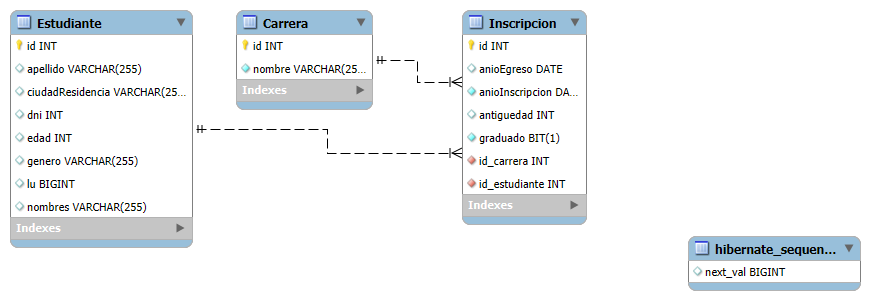 Estudiante
id INT
apellido VARCHAR(255)
ciudadResidencia VARCHAR(25...
dni INT
edad INT
genero VARCHAR(255)
lu BIGINT
nombres VARCHAR(255)
Indexes
Carrera
id INT
nombre VARCHAR(25...
Indexes
Inscripcion
id INT
anioEgreso DATE
anioInscripcion DA...
antiguedad INT
graduado BIT(1)
id_carrera INT
id_estudiante INT
Indexes
hibernate_sequen...
next_val BIGINT